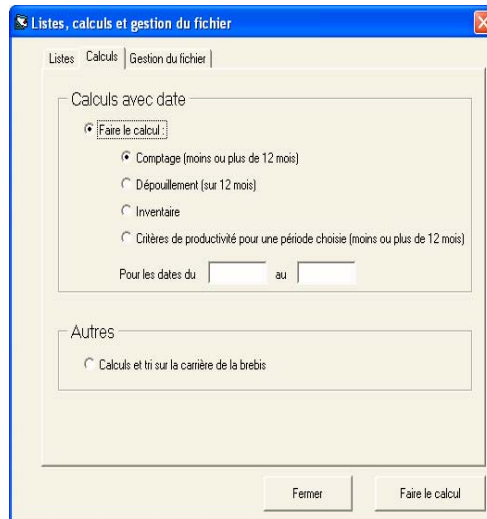 Listes, calculs et gestion du fichier
Listes Calculs Gestion du fichier
Calculs avec date
Faire le calcul :
Comptage (moins ou plus de 12 mois)
Dépouillement (sur 12 mois)
Inventaire
Critères de productivité pour une période choisie (moins ou plus de 12 mois)
Pour les dates du au
Autres
Calculs et tri sur la carrière de la brebis
Fermer Faire le calcul